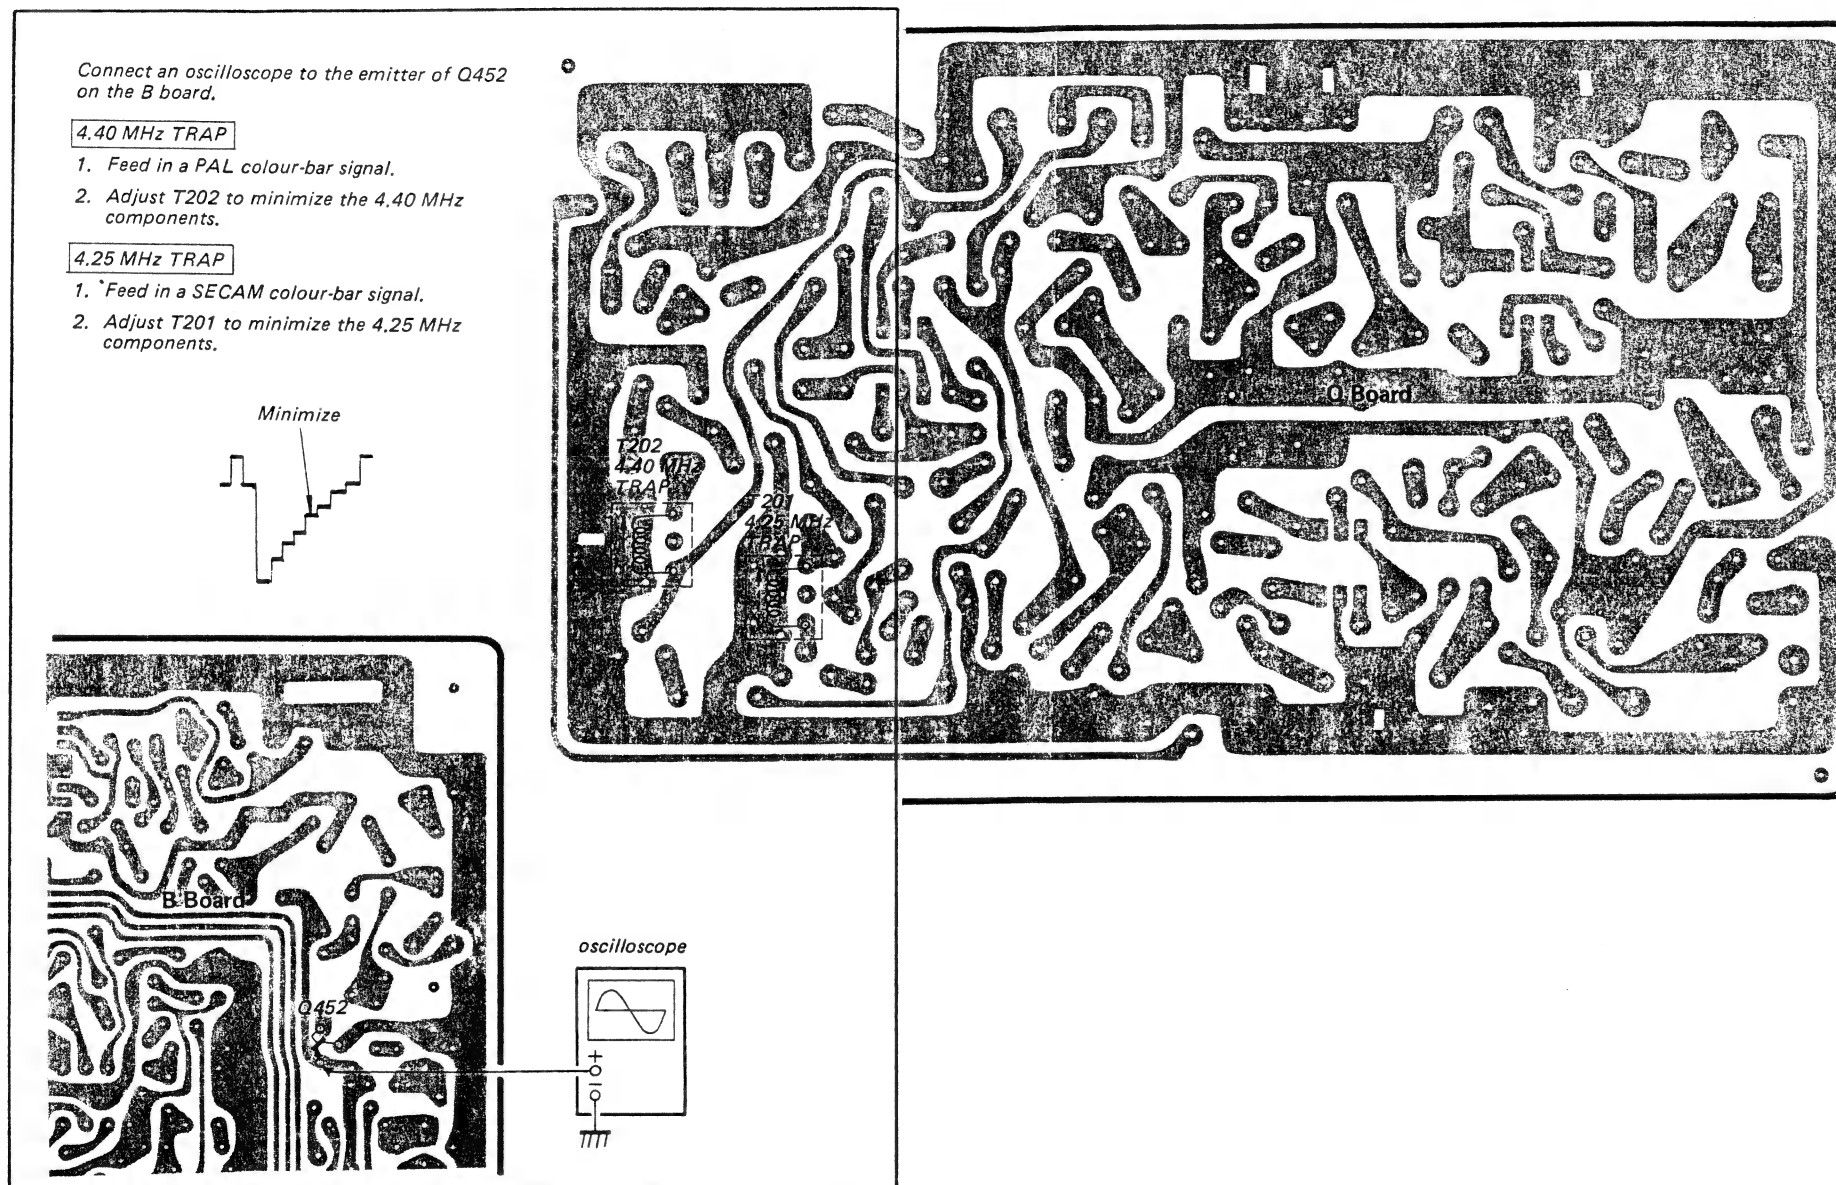 Connect an oscilloscope to the emitter of Q452
on the B board.
4.40 MHz TRAP
1. Feed in a PAL colour-bar signal.
2. Adjust T202 to minimize the 4.40 MHz
components.
4.25 MHz TRAP
1. Feed in a SECAM colour-bar signal.
2. Adjust T201 to minimize the 4.25 MHz
components.
Minimize
T202
4.40 MHz
TRAP
T201
4.25 MHz
TRAP
Q Board
B Board
Q452
oscilloscope
+
−